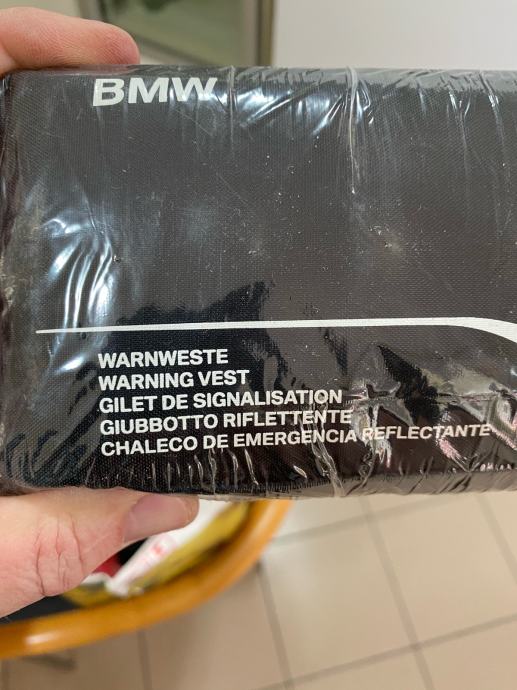 BMW
WARNWESTE
WARNING VEST
GILET DE SIGNALISATION
GIUBBOTTO RIFLETTENTE
CHALECO DE EMERGENCIA REFLECTANTE